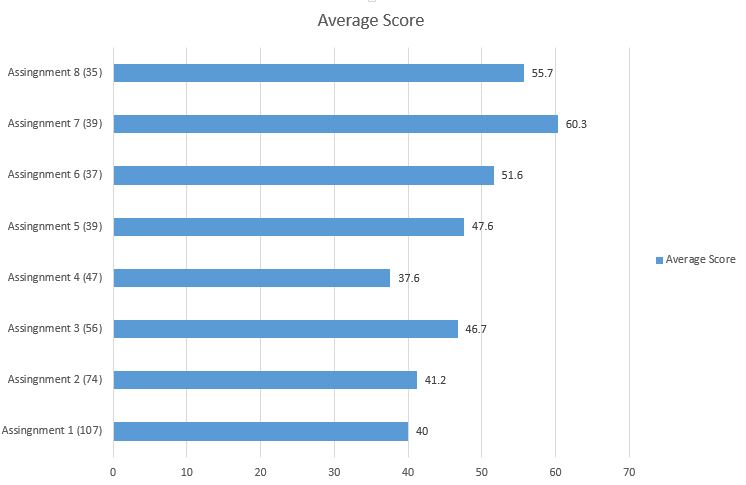 Average Score
Assingnment 8 (35)
55.7
Assingnment 7 (39)
60.3
Assingnment 6 (37)
51.6
Assingnment 5 (39)
47.6
Assingnment 4 (47)
37.6
Assingnment 3 (56)
46.7
Assingnment 2 (74)
41.2
Assingnment 1 (107)
40
0 10 20 30 40 50 60 70
Average Score